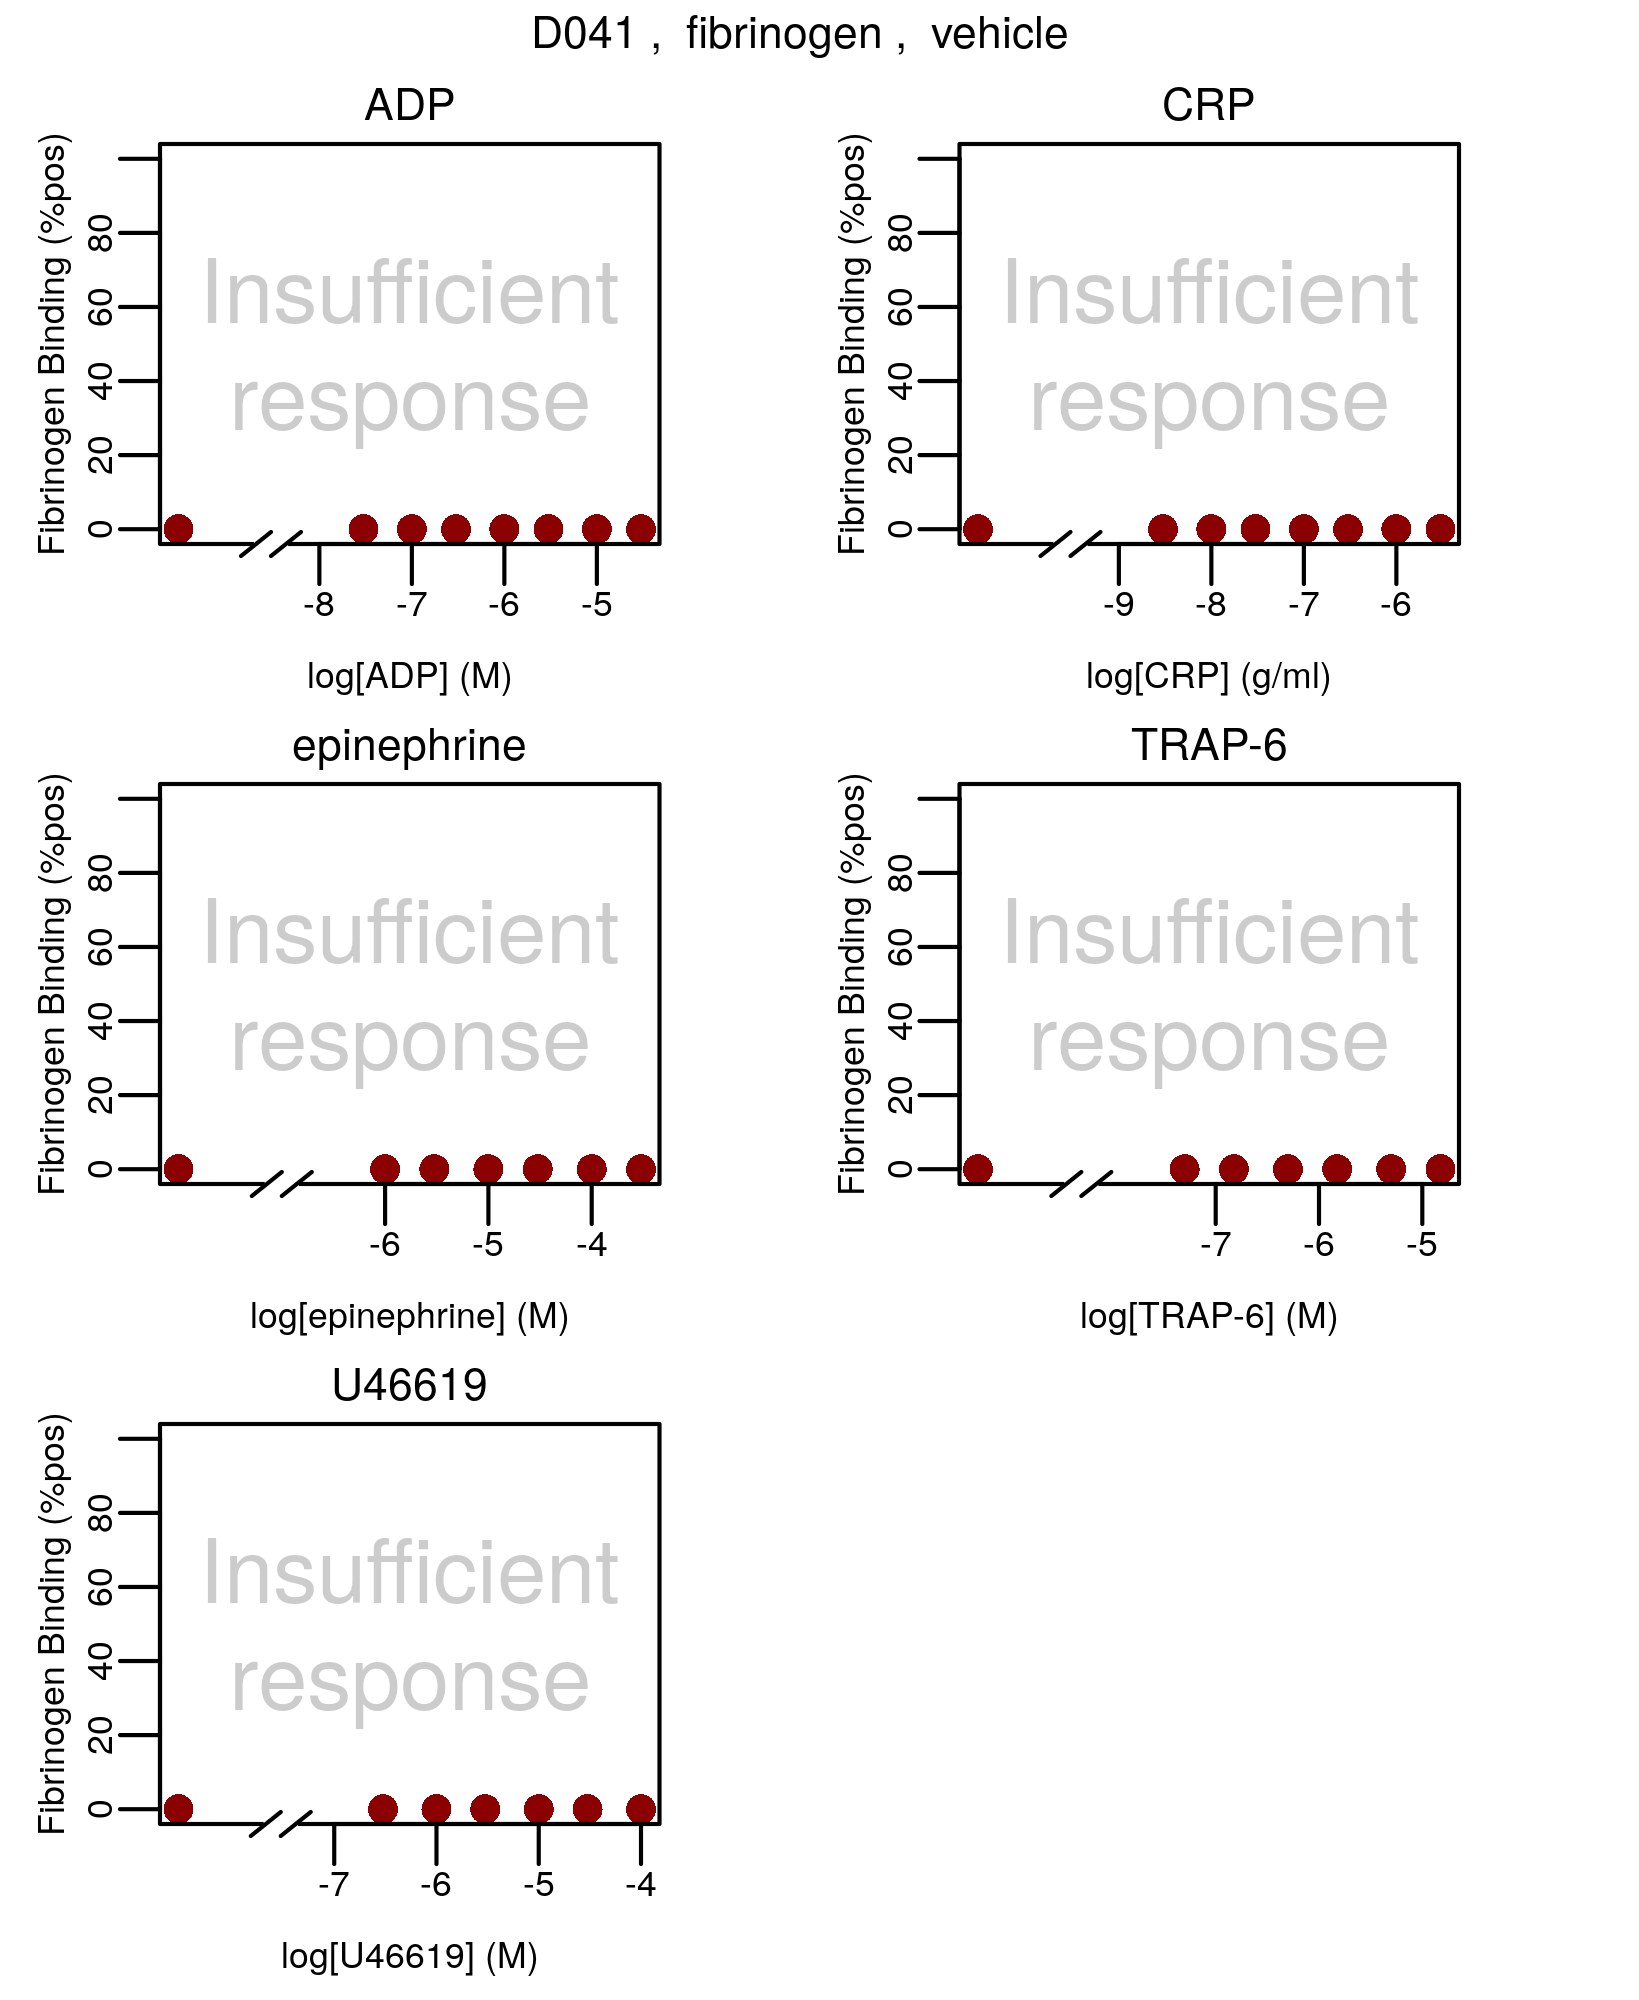 D041 , fibrinogen , vehicle
ADP
Fibrinogen Binding (%pos)
0 20 40 60 80
Insufficient
response
-8 -7 -6 -5
log[ADP] (M)
CRP
Fibrinogen Binding (%pos)
0 20 40 60 80
Insufficient
response
-9 -8 -7 -6
log[CRP] (g/ml)
epinephrine
Fibrinogen Binding (%pos)
0 20 40 60 80
Insufficient
response
-6 -5 -4
log[epinephrine] (M)
TRAP-6
Fibrinogen Binding (%pos)
0 20 40 60 80
Insufficient
response
-7 -6 -5
log[TRAP-6] (M)
U46619
Fibrinogen Binding (%pos)
0 20 40 60 80
Insufficient
response
-7 -6 -5 -4
log[U46619] (M)